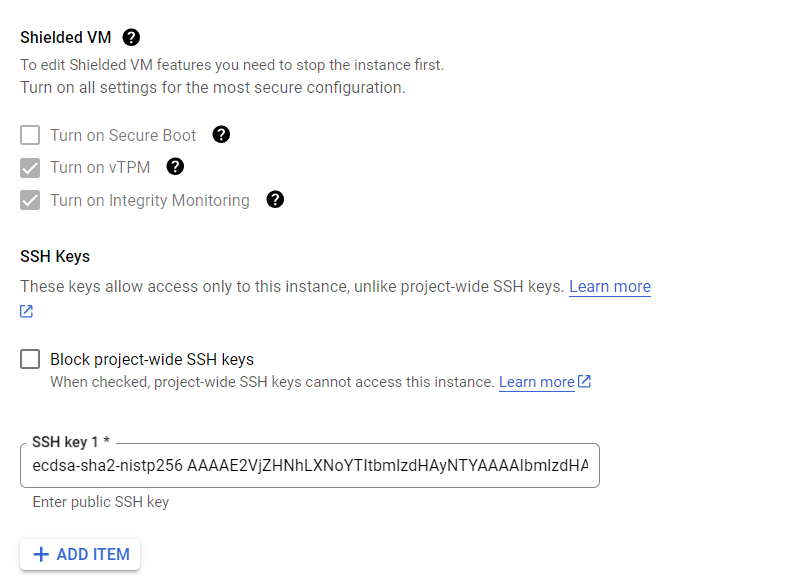 Shielded VM ?
To edit Shielded VM features you need to stop the instance first.
Turn on all settings for the most secure configuration.
Turn on Secure Boot ?
Turn on vTPM ?
Turn on Integrity Monitoring ?
SSH Keys
These keys allow access only to this instance, unlike project-wide SSH keys. Learn more
Block project-wide SSH keys
When checked, project-wide SSH keys cannot access this instance. Learn more
SSH key 1 *
ecdsa-sha2-nistp256 AAAAE2VjZHNhLXNoYTItbmlzdHAyNTYAAAAIbmlzdHA
Enter public SSH key
+ ADD ITEM